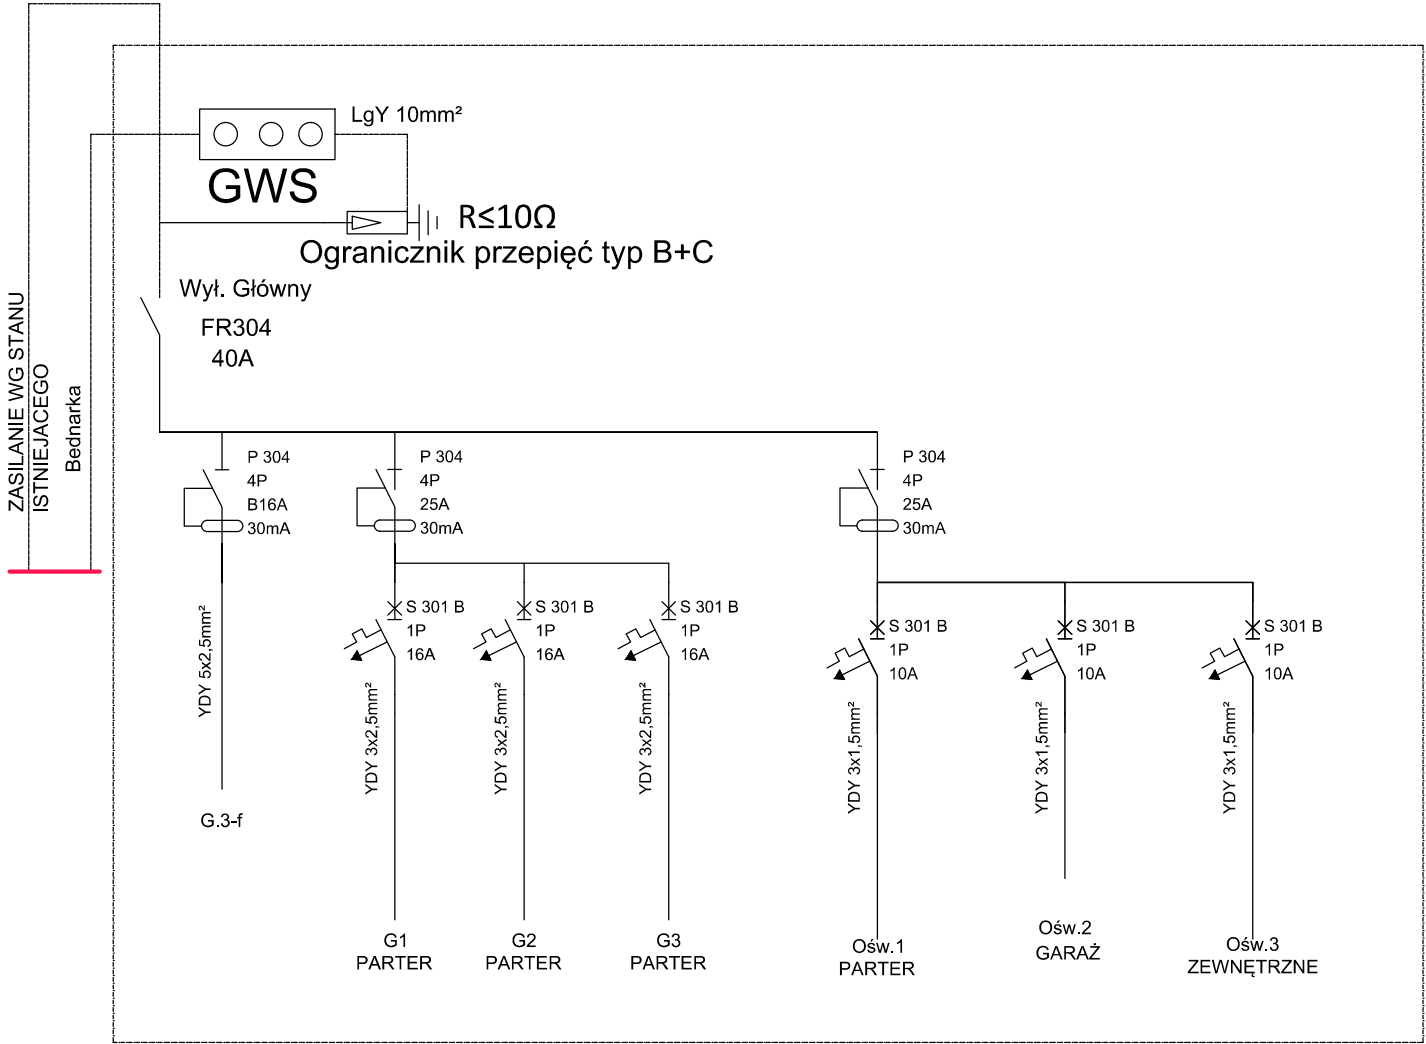 LgY 10mm²
GWS
R≤10Ω
Ogranicznik przepięć typ B+C
Wył. Główny
FR304
40A
ZASILANIE WG STANU
ISTNIEJACEGO
Bednarka
P 304
4P
B16A
30mA
P 304
4P
25A
30mA
P 304
4P
25A
30mA
S 301 B
1P
16A
S 301 B
1P
16A
S 301 B
1P
16A
S 301 B
1P
10A
S 301 B
1P
10A
S 301 B
1P
10A
YDY 5x2,5mm²
YDY 3x2,5mm²
YDY 3x2,5mm²
YDY 3x2,5mm²
YDY 3x1,5mm²
YDY 3x1,5mm²
YDY 3x1,5mm²
G.3-f
G1
PARTER
G2
PARTER
G3
PARTER
Ośw.1
PARTER
Ośw.2
GARAŻ
Ośw.3
ZEWNĘTRZNE